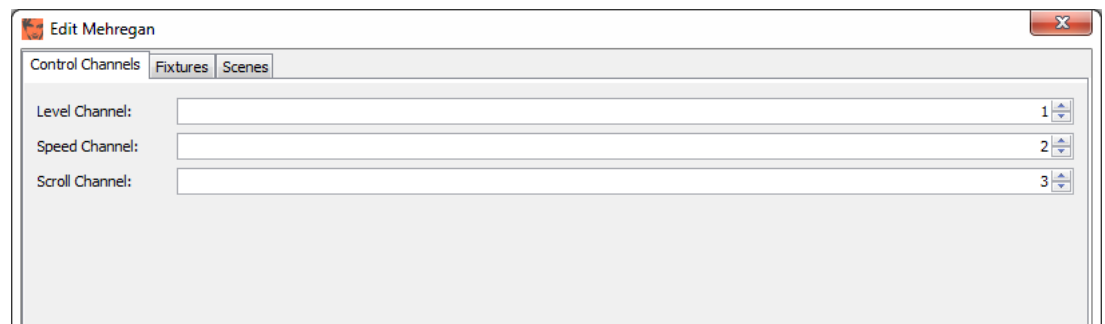 Edit Mehregan
Control Channels Fixtures Scenes
Level Channel: 1
Speed Channel: 2
Scroll Channel: 3